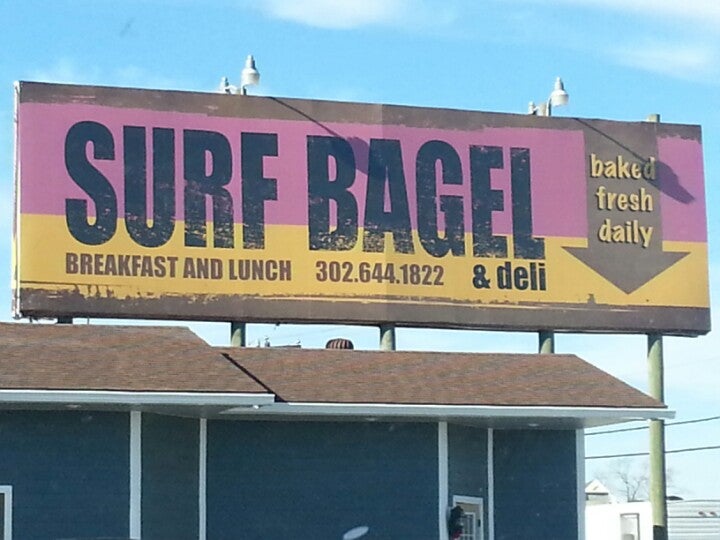 SURF BAGEL
BREAKFAST AND LUNCH 302.644.1822 & deli
baked
fresh
daily